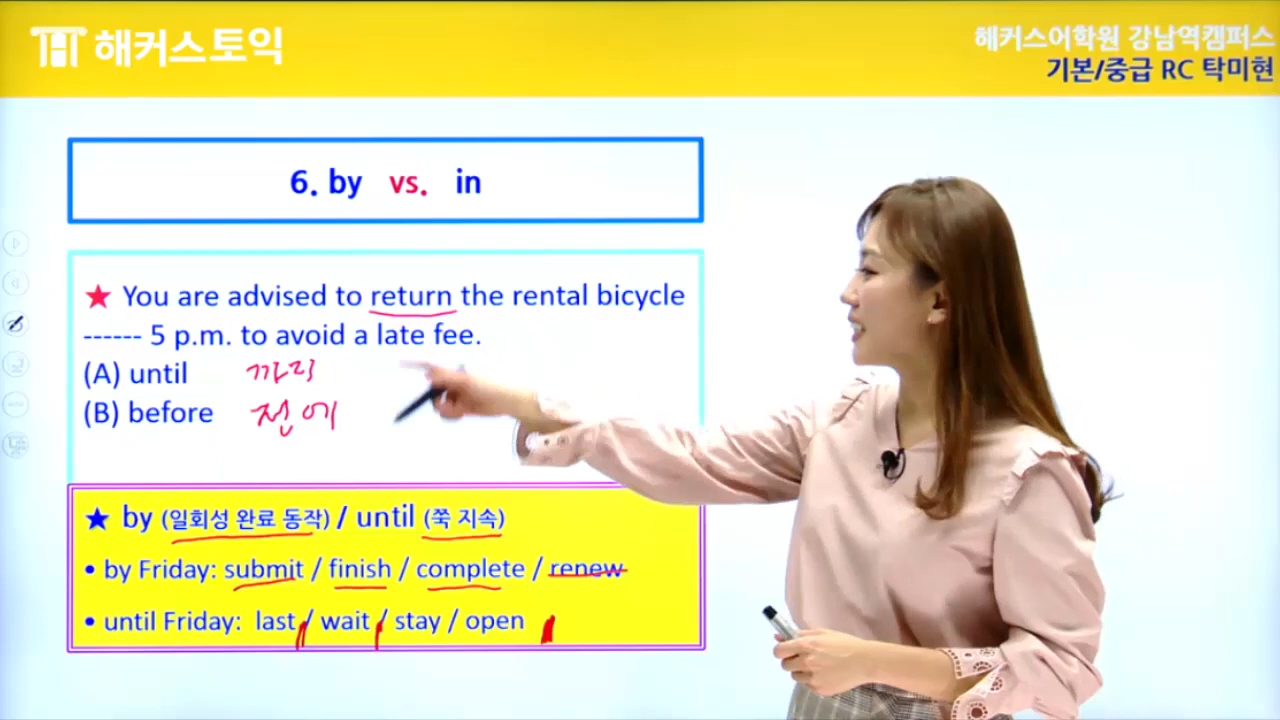 해커스토익
해커스어학원 강남역캠퍼스
기본/중급 RC 탁미현
6. by vs. in
★ You are advised to return the rental bicycle
------ 5 p.m. to avoid a late fee.
(A) until 까지
(B) before 전에
★ by (일회성 완료 동작) / until (쭉 지속)
• by Friday: submit / finish / complete / renew
• until Friday: last / wait / stay / open